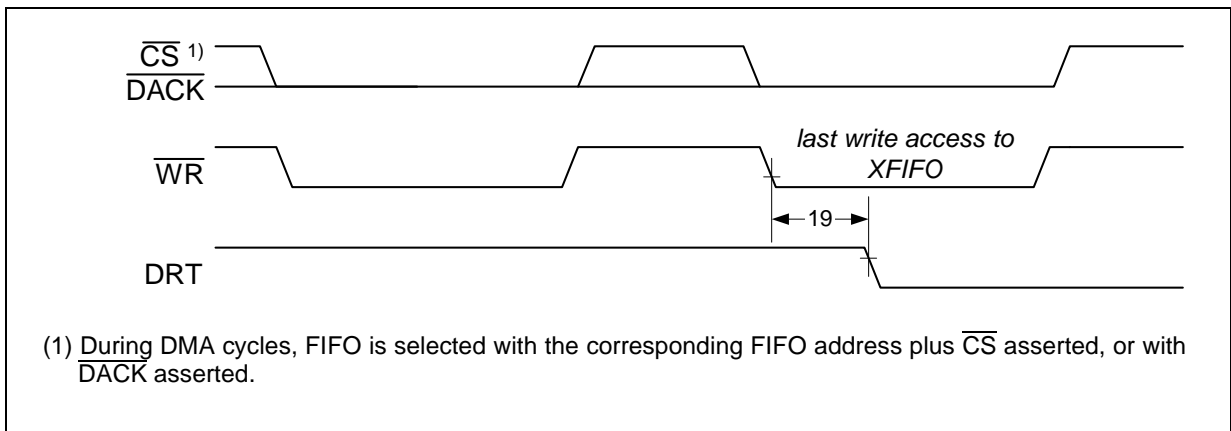 CS 1)
DACK
WR
last write access to
XFIFO
19
DRT
(1) During DMA cycles, FIFO is selected with the corresponding FIFO address plus CS asserted, or with
DACK asserted.